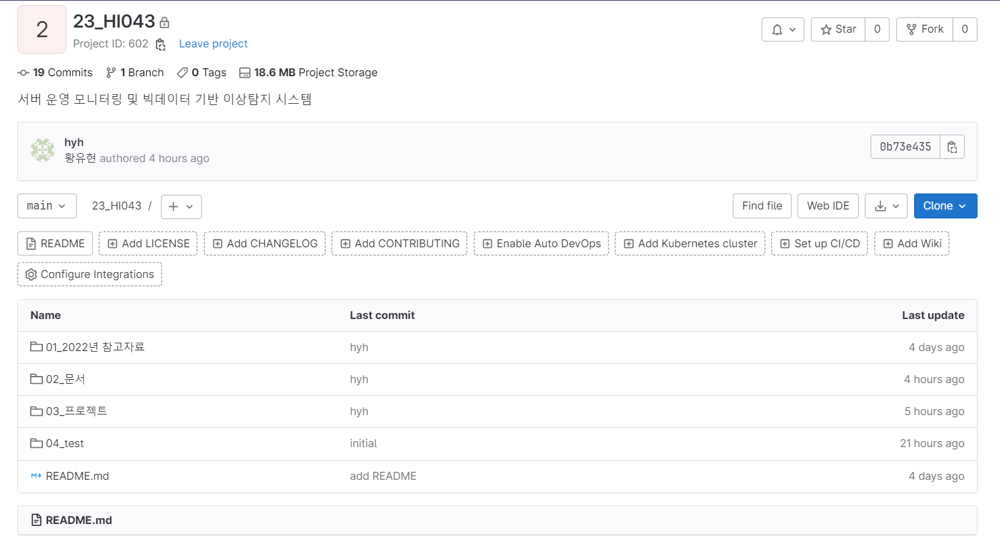 2
23_HI043
Project ID: 602 Leave project
Star 0 Fork 0
19 Commits 1 Branch 0 Tags 18.6 MB Project Storage
서버 운영 모니터링 및 빅데이터 기반 이상탐지 시스템
hyh
황유현 authored 4 hours ago
0b73e435
main 23_HI043 / Find file Web IDE Clone
README Add LICENSE Add CHANGELOG Add CONTRIBUTING Enable Auto DevOps Add Kubernetes cluster Set up CI/CD Add Wiki
Configure Integrations
Name Last commit Last update
01_2022년 참고자료 hyh 4 days ago
02_문서 hyh 4 hours ago
03_프로젝트 hyh 5 hours ago
04_test initial 21 hours ago
README.md add README 4 days ago
README.md